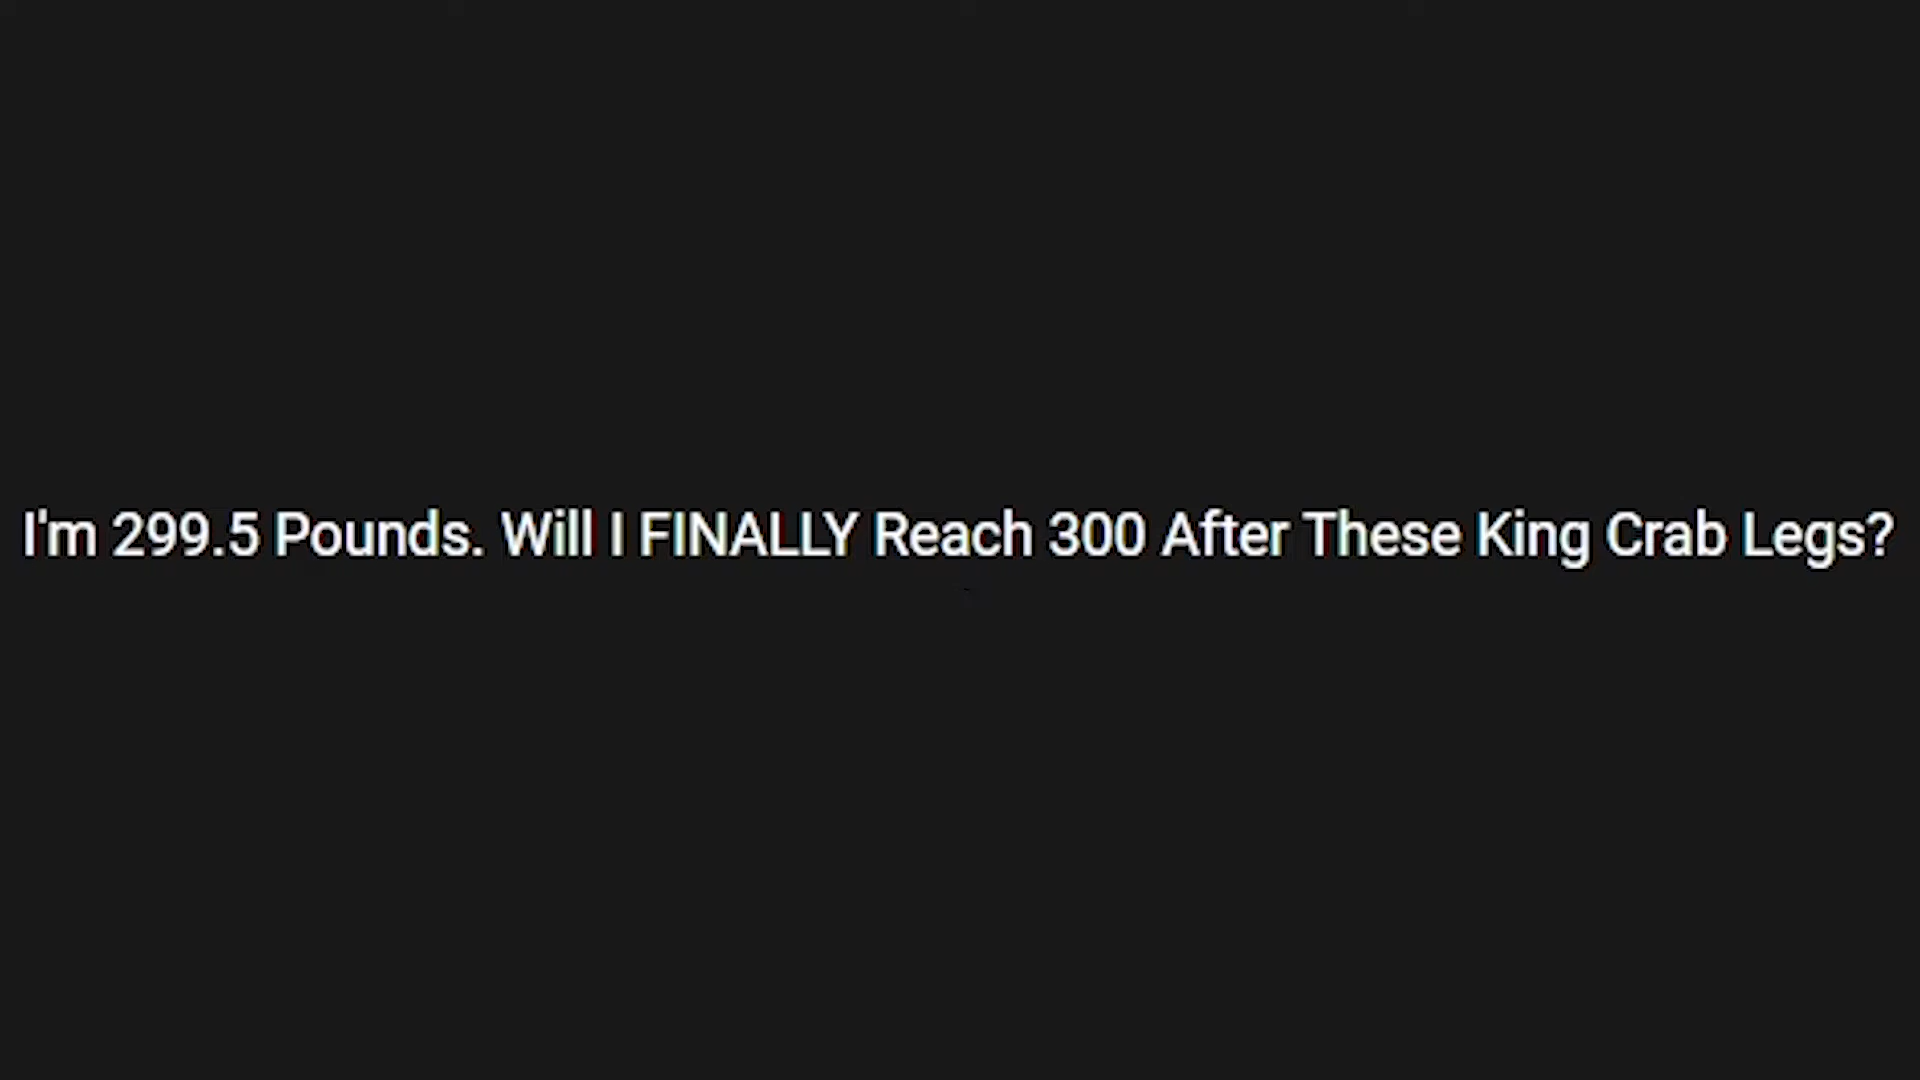 I'm 299.5 Pounds. Will I FINALLY Reach 300 After These King Crab Legs?